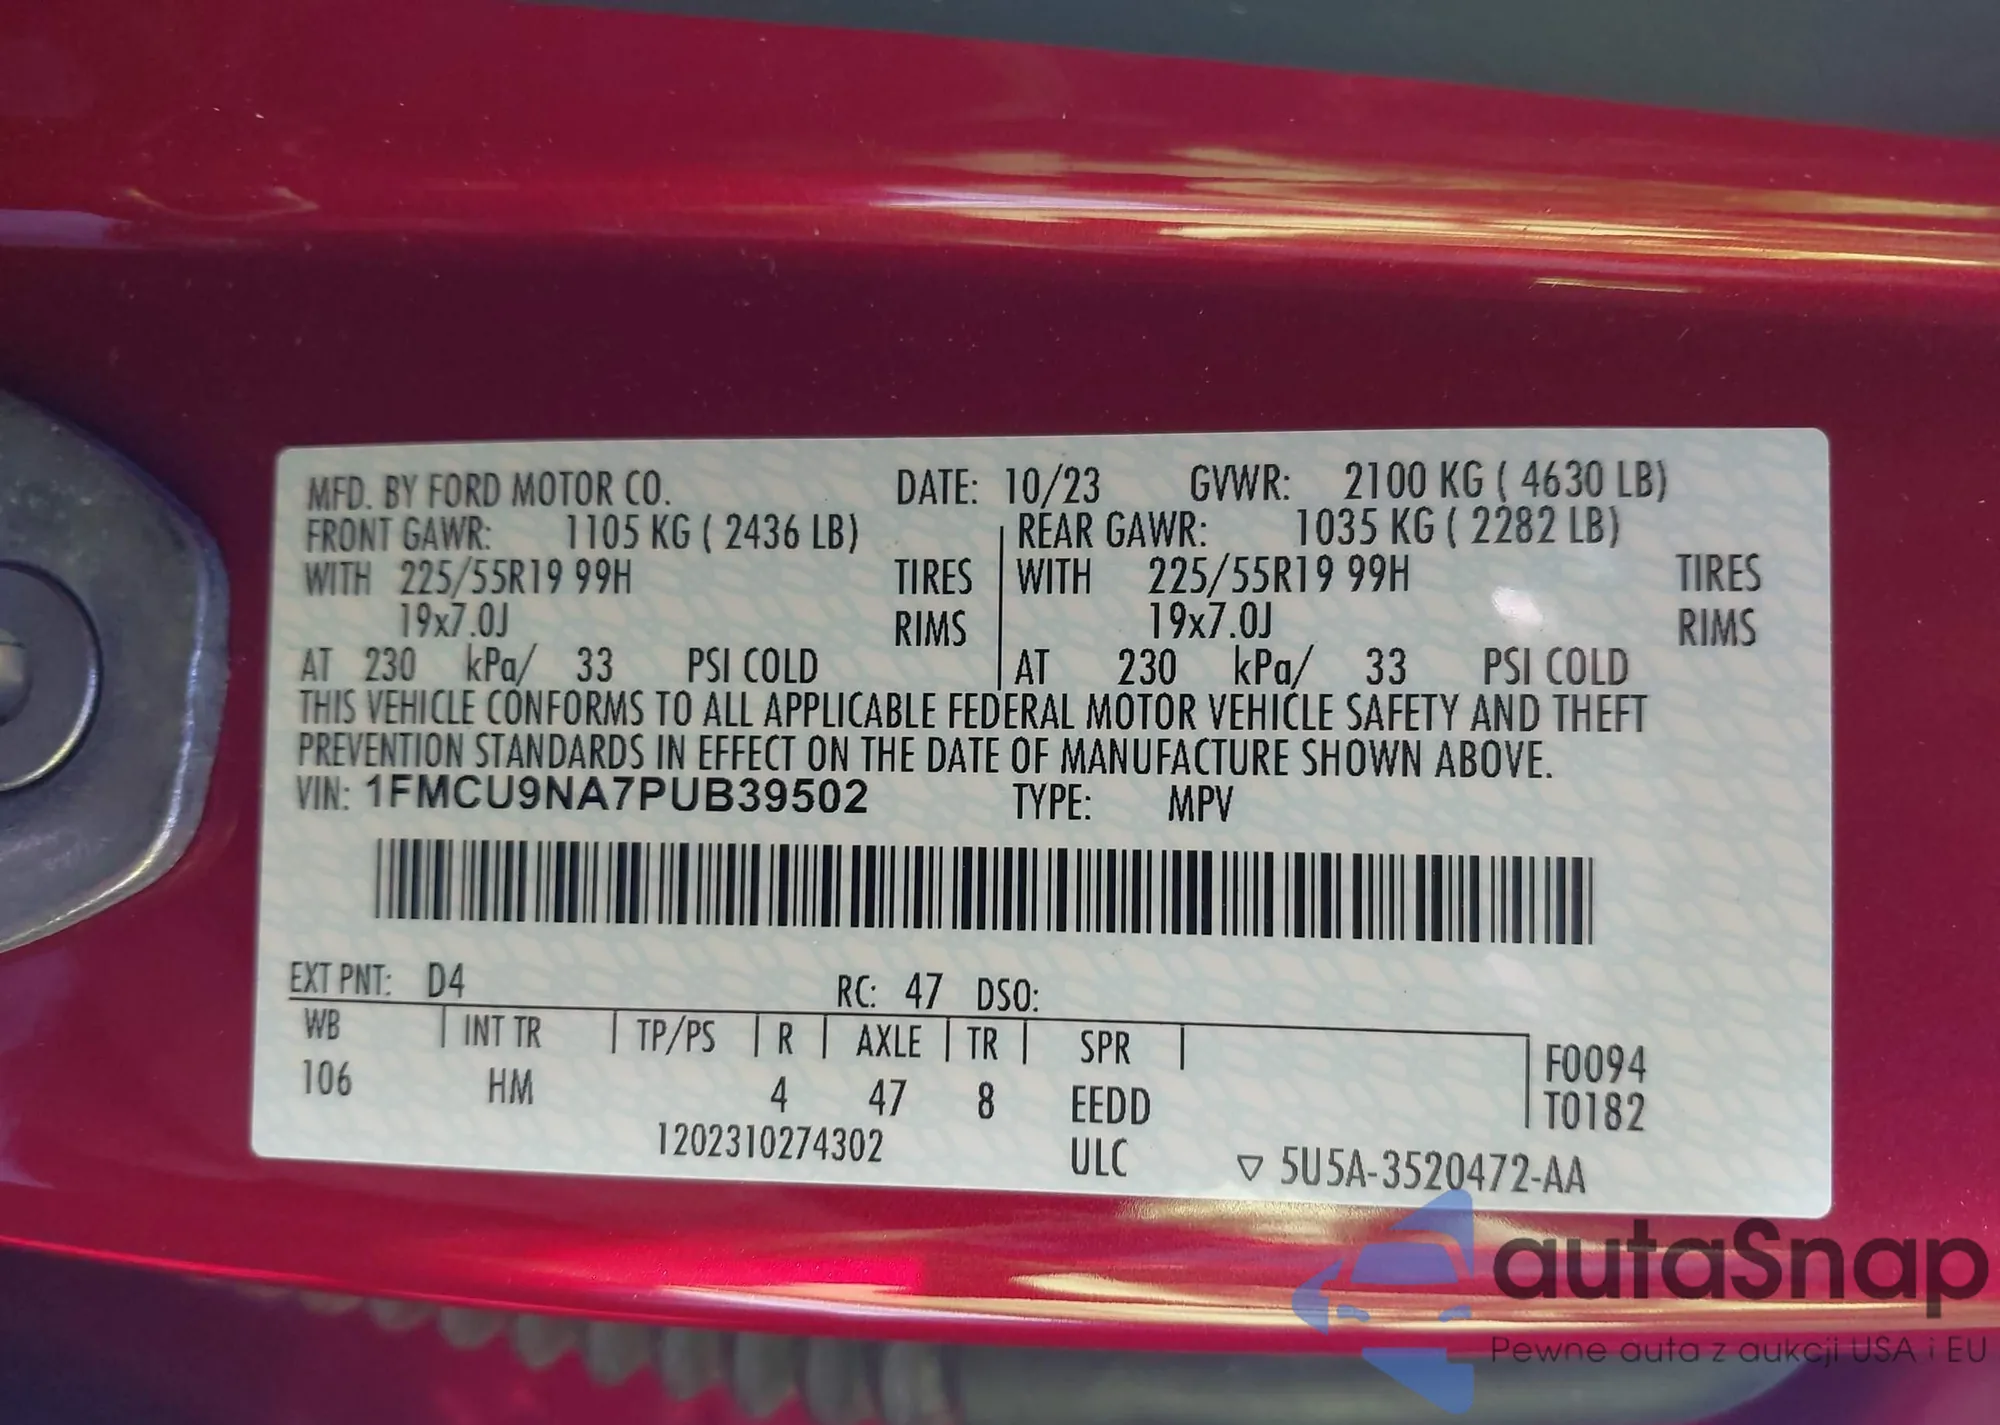 MFD. BY FORD MOTOR CO. DATE: 10/23 GVWR: 2100 KG ( 4630 LB)
FRONT GAWR: 1105 KG ( 2436 LB) REAR GAWR: 1035 KG ( 2282 LB)
WITH 225/55R19 99H TIRES WITH 225/55R19 99H TIRES
19x7.0J RIMS 19x7.0J RIMS
AT 230 kPa/ 33 PSI COLD AT 230 kPa/ 33 PSI COLD
THIS VEHICLE CONFORMS TO ALL APPLICABLE FEDERAL MOTOR VEHICLE SAFETY AND THEFT
PREVENTION STANDARDS IN EFFECT ON THE DATE OF MANUFACTURE SHOWN ABOVE.
VIN: 1FMCU9NA7PUB39502 TYPE: MPV
EXT PNT: D4 RC: 47 DSO:
WB INT TR TP/PS R AXLE TR SPR F0094
106 HM 4 47 8 EEDD T0182
1202310274302 ULC ▽ 5U5A-3520472-AA
autaSnap
Pewne auta z aukcji USA i EU